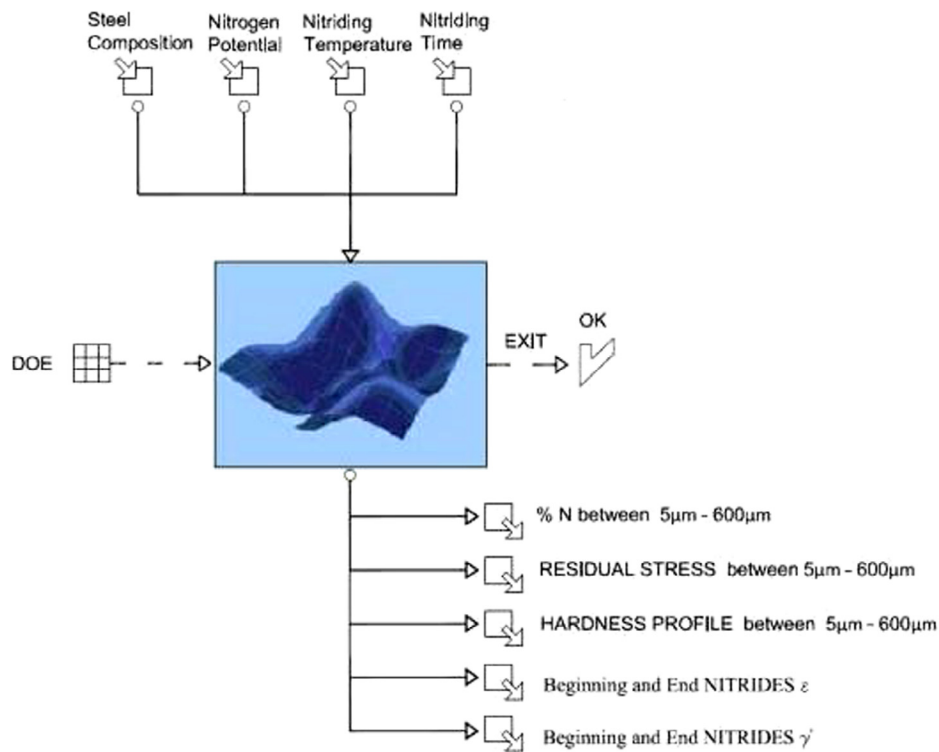 Steel Composition
Nitrogen Potential
Nitriding Temperature
Nitriding Time
DOE
EXIT
OK
% N between 5µm - 600µm
RESIDUAL STRESS between 5µm - 600µm
HARDNESS PROFILE between 5µm - 600µm
Beginning and End NITRIDES ε
Beginning and End NITRIDES γ'